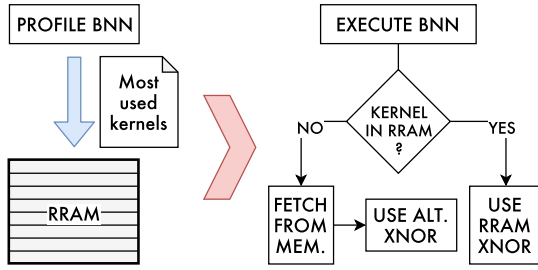 PROFILE BNN
Most
used
kernels
RRAM
EXECUTE BNN
KERNEL
IN RRAM
?
NO
YES
FETCH
FROM
MEM.
USE ALT.
XNOR
USE
RRAM
XNOR